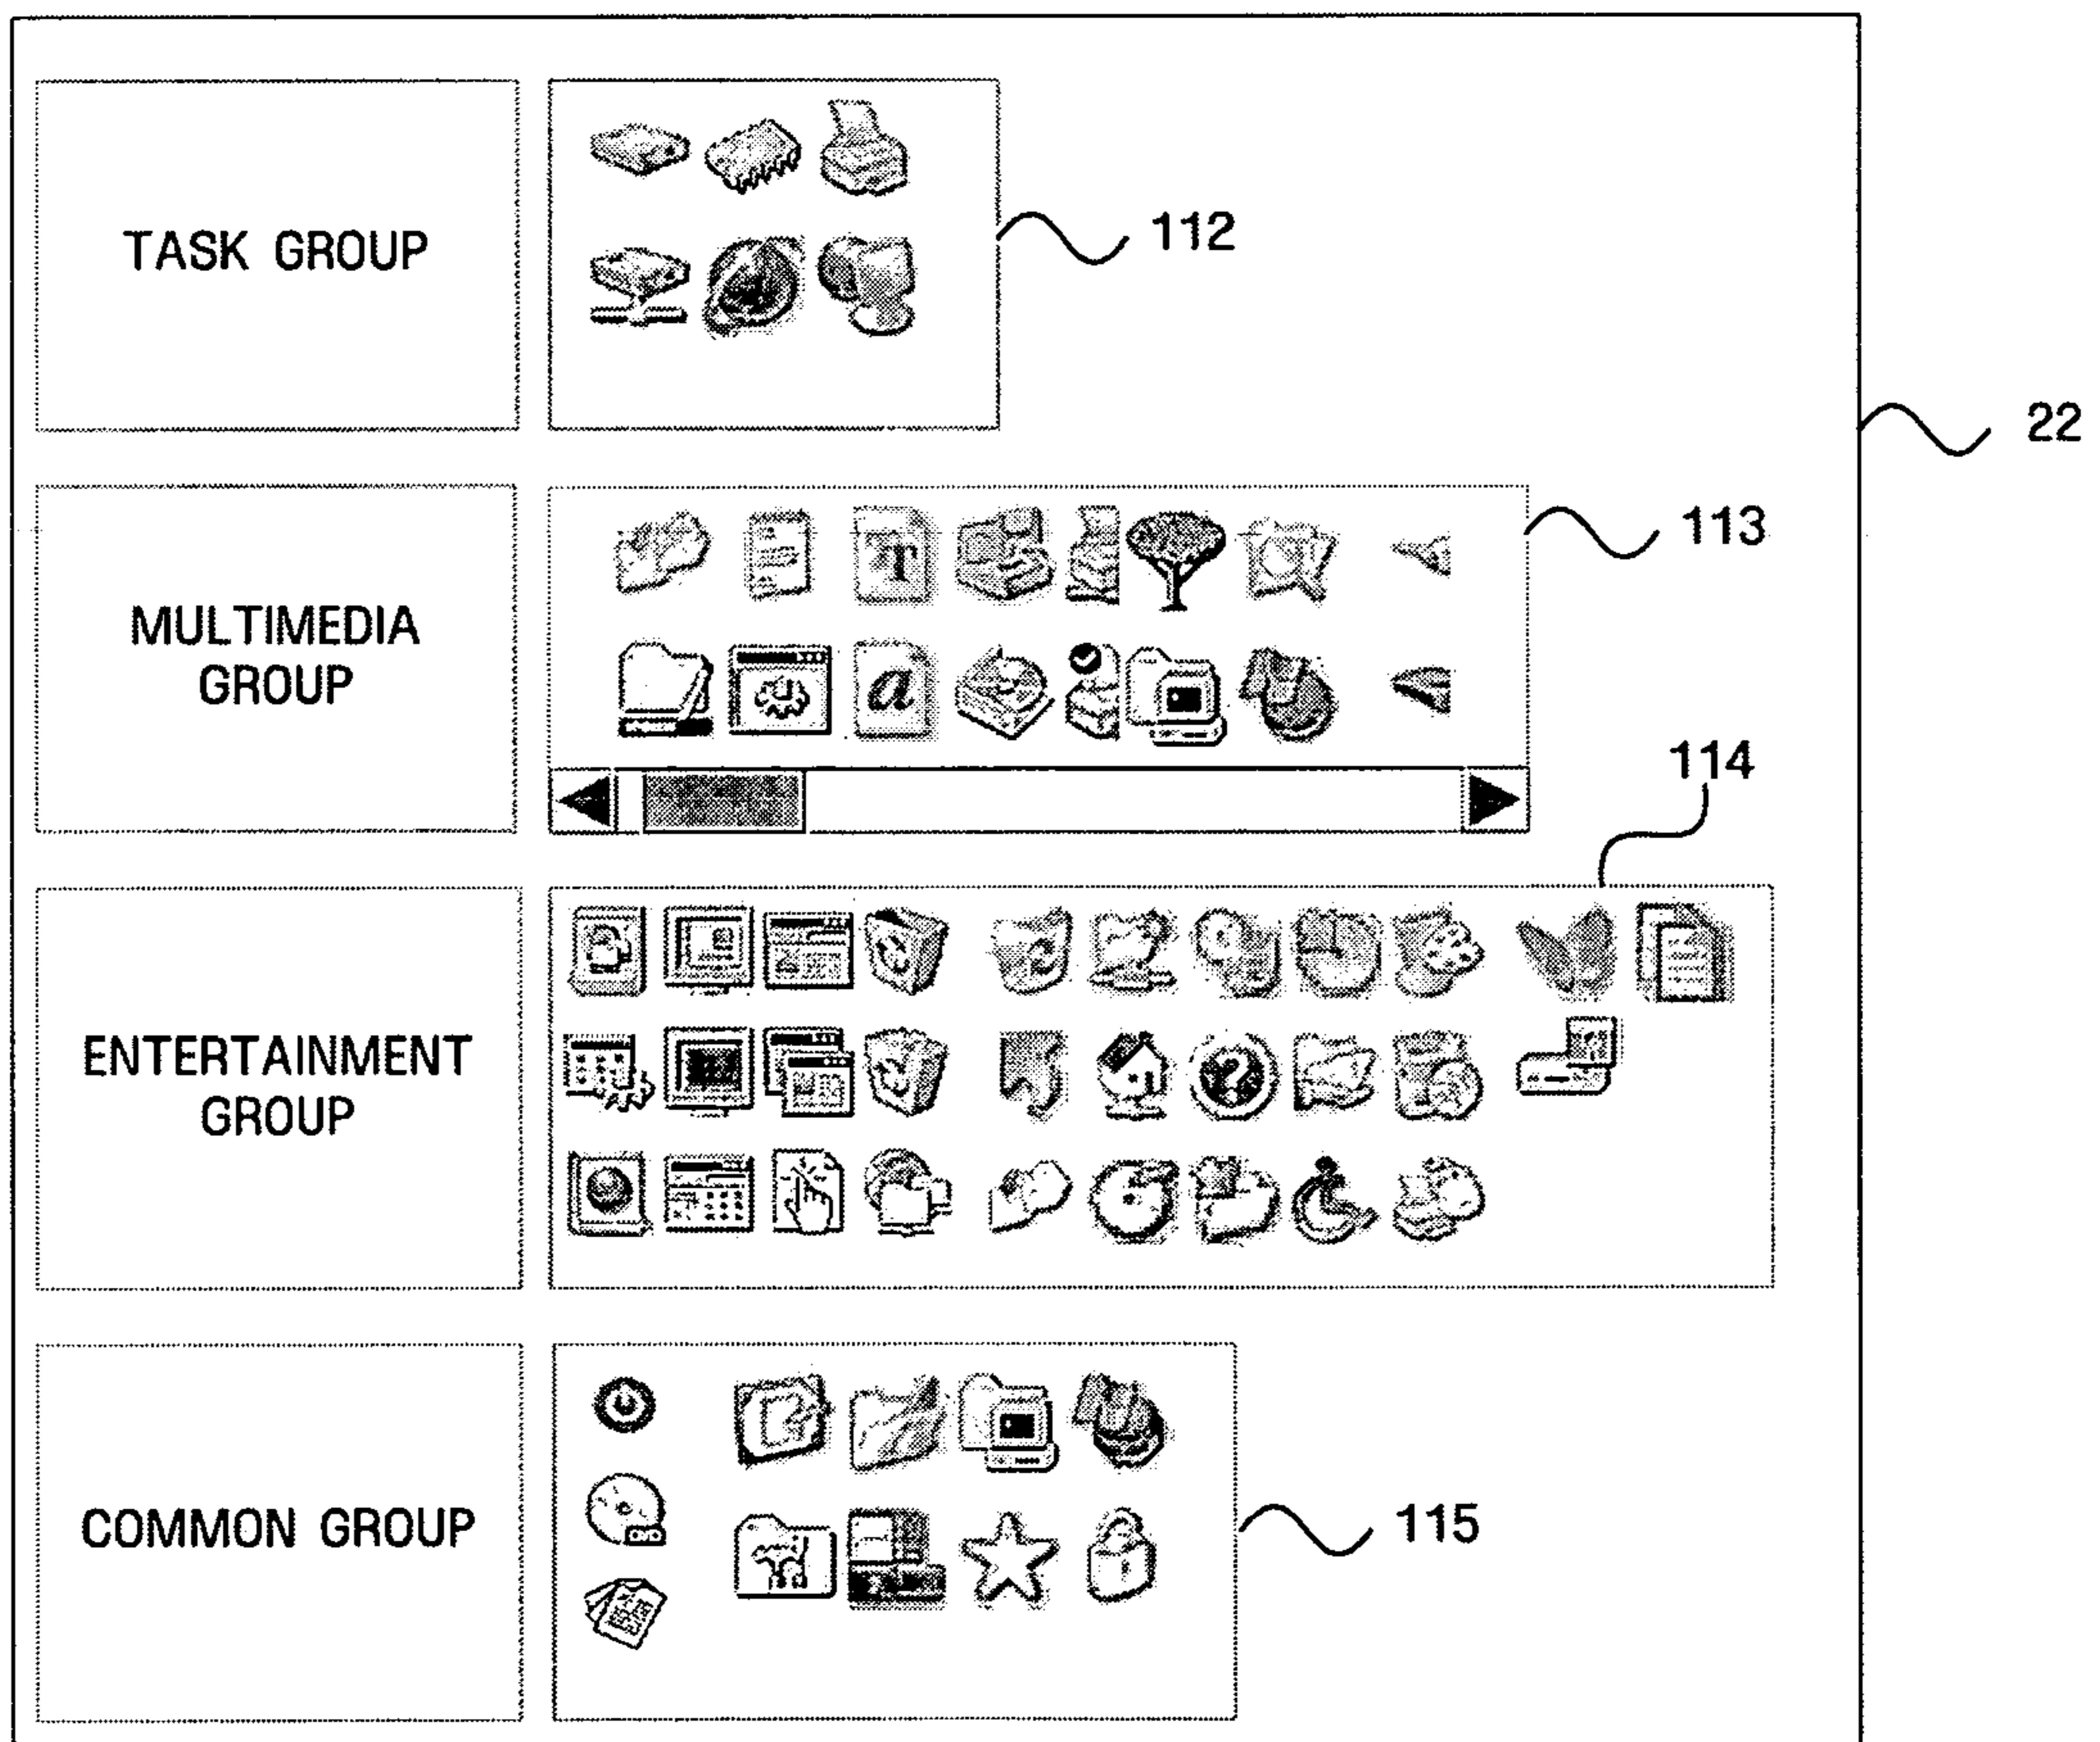 TASK GROUP
112
22
MULTIMEDIA
GROUP
113
T
a
114
ENTERTAINMENT
GROUP
?
COMMON GROUP
115